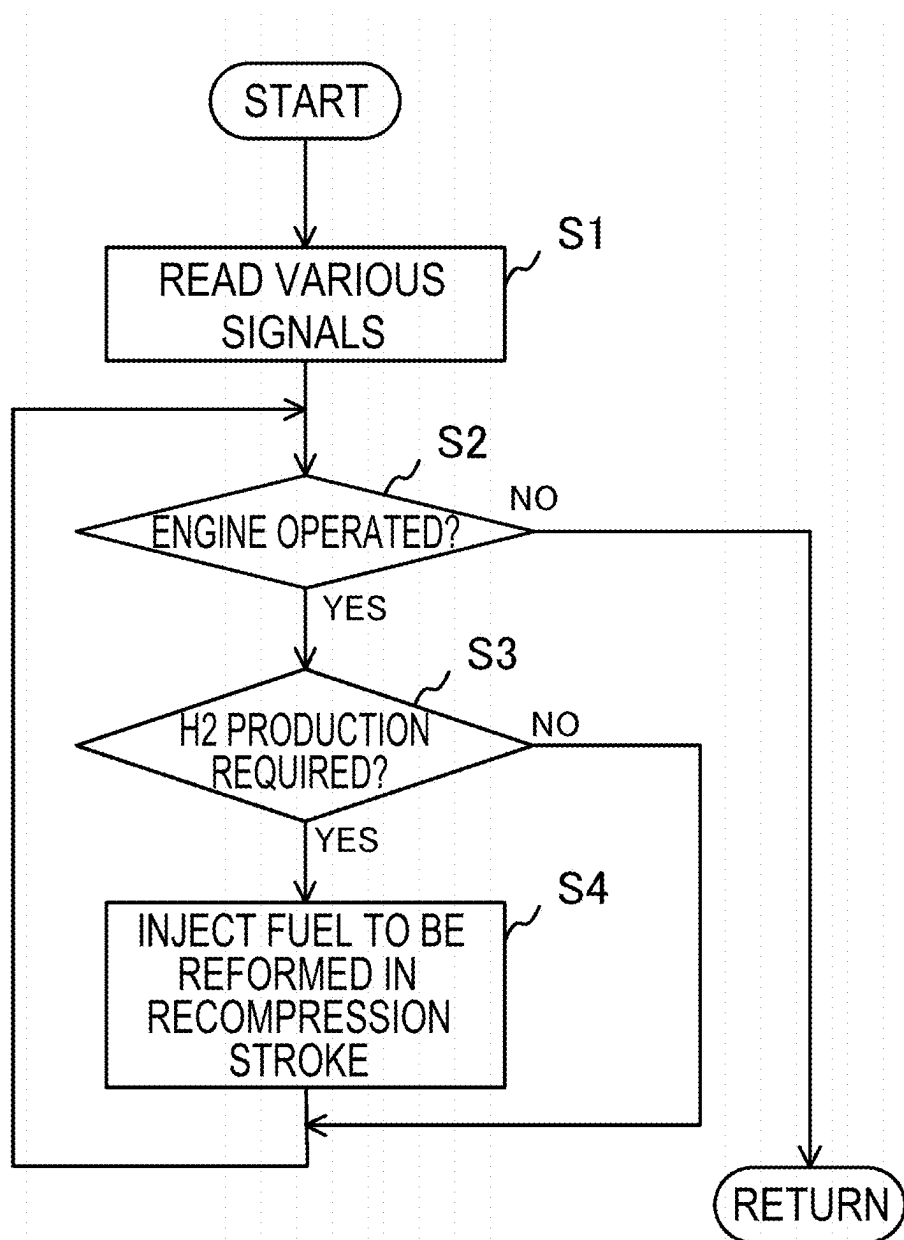 START
S1
READ VARIOUS
SIGNALS
S2
NO
ENGINE OPERATED?
YES
S3
NO
H2 PRODUCTION
REQUIRED?
YES
S4
INJECT FUEL TO BE
REFORMED IN
RECOMPRESSION
STROKE
RETURN